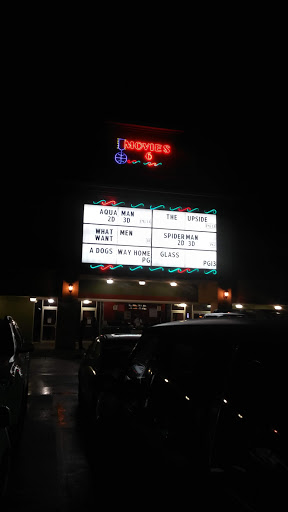 MOVIES
6
AQUA MAN
2D 3D
WHAT MEN
WANT
A DOGS WAY HOME
PG
THE UPSIDE
SPIDERMAN
2D 3D
GLASS
PG13